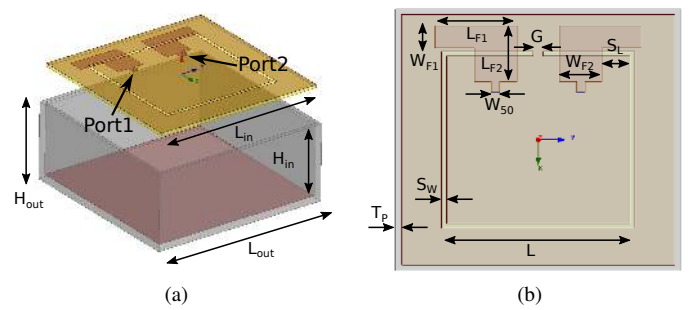 Port1
Port2
L_in
H_in
H_out
L_out
(a)
L_F1
G
S_L
W_F1
L_F2
W_F2
W_50
x
Y
S_W
T_P
L
(b)